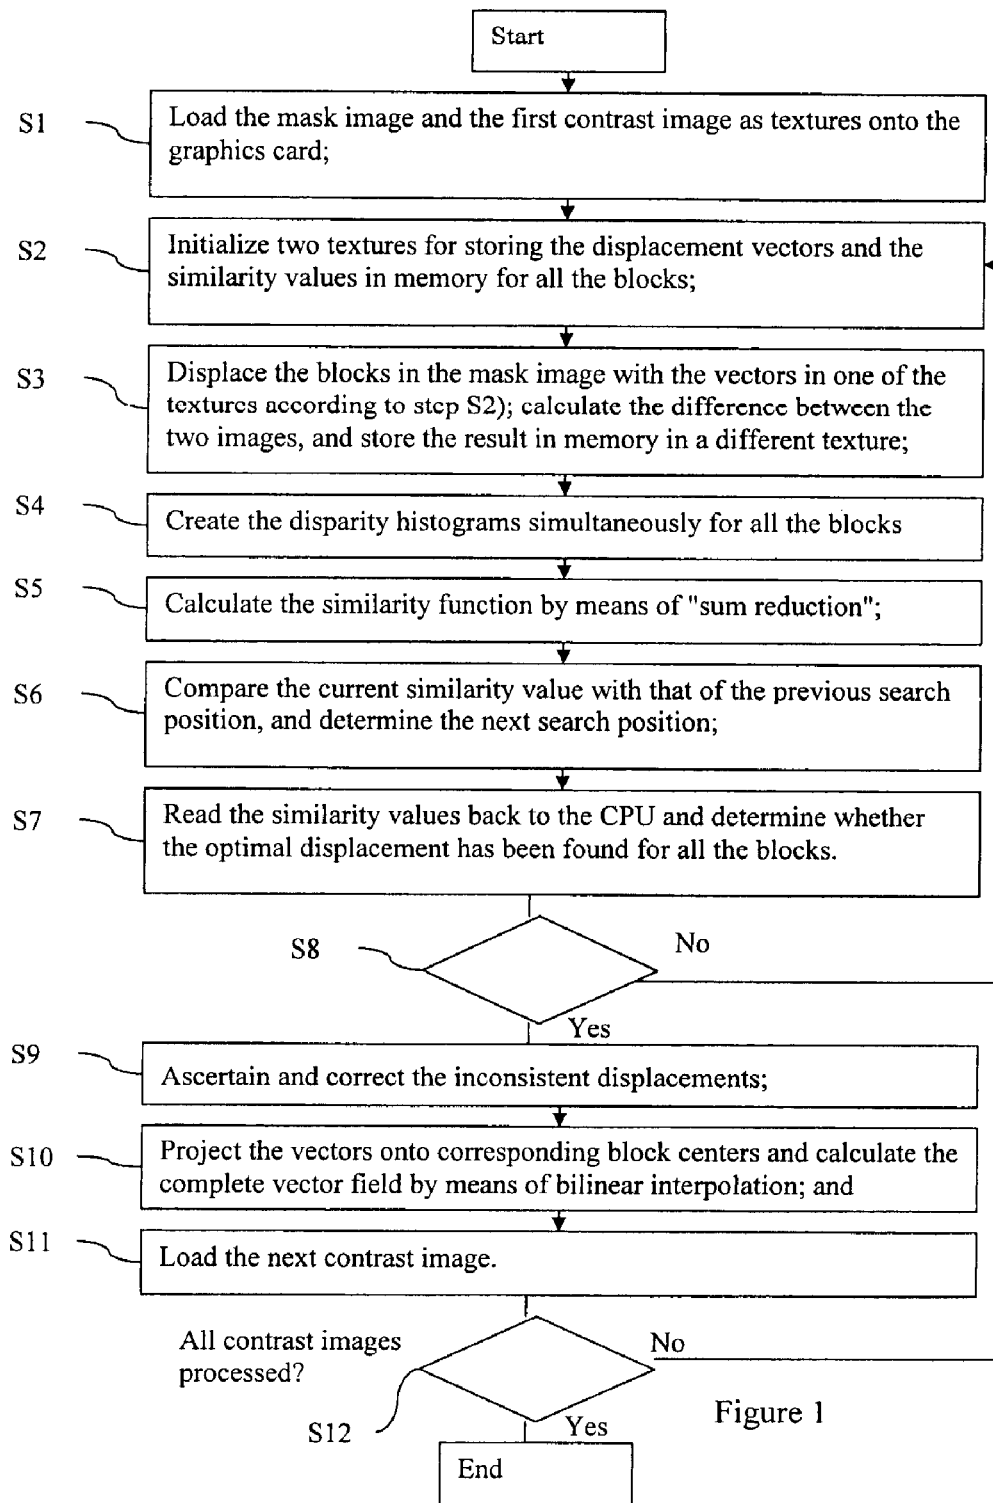 Start
S1
Load the mask image and the first contrast image as textures onto the
graphics card;
S2
Initialize two textures for storing the displacement vectors and the
similarity values in memory for all the blocks;
S3
Displace the blocks in the mask image with the vectors in one of the
textures according to step S2); calculate the difference between the
two images, and store the result in memory in a different texture;
S4
Create the disparity histograms simultaneously for all the blocks
S5
Calculate the similarity function by means of "sum reduction";
S6
Compare the current similarity value with that of the previous search
position, and determine the next search position;
S7
Read the similarity values back to the CPU and determine whether
the optimal displacement has been found for all the blocks.
S8
No
Yes
S9
Ascertain and correct the inconsistent displacements;
S10
Project the vectors onto corresponding block centers and calculate the
complete vector field by means of bilinear interpolation; and
S11
Load the next contrast image.
All contrast images
processed?
No
S12
Yes
Figure 1
End